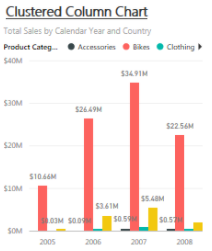 Clustered Column Chart
Total Sales by Calendar Year and Country
Product Categ... Accessories Bikes Clothing
$40M
$34.91M
$30M
$26.49M
$22.56M
$20M
$10.66M
$10M
$5.48M
$3.61M
$0.03M $0.09M $0.59M $0.57M
$0M
2005 2006 2007 2008